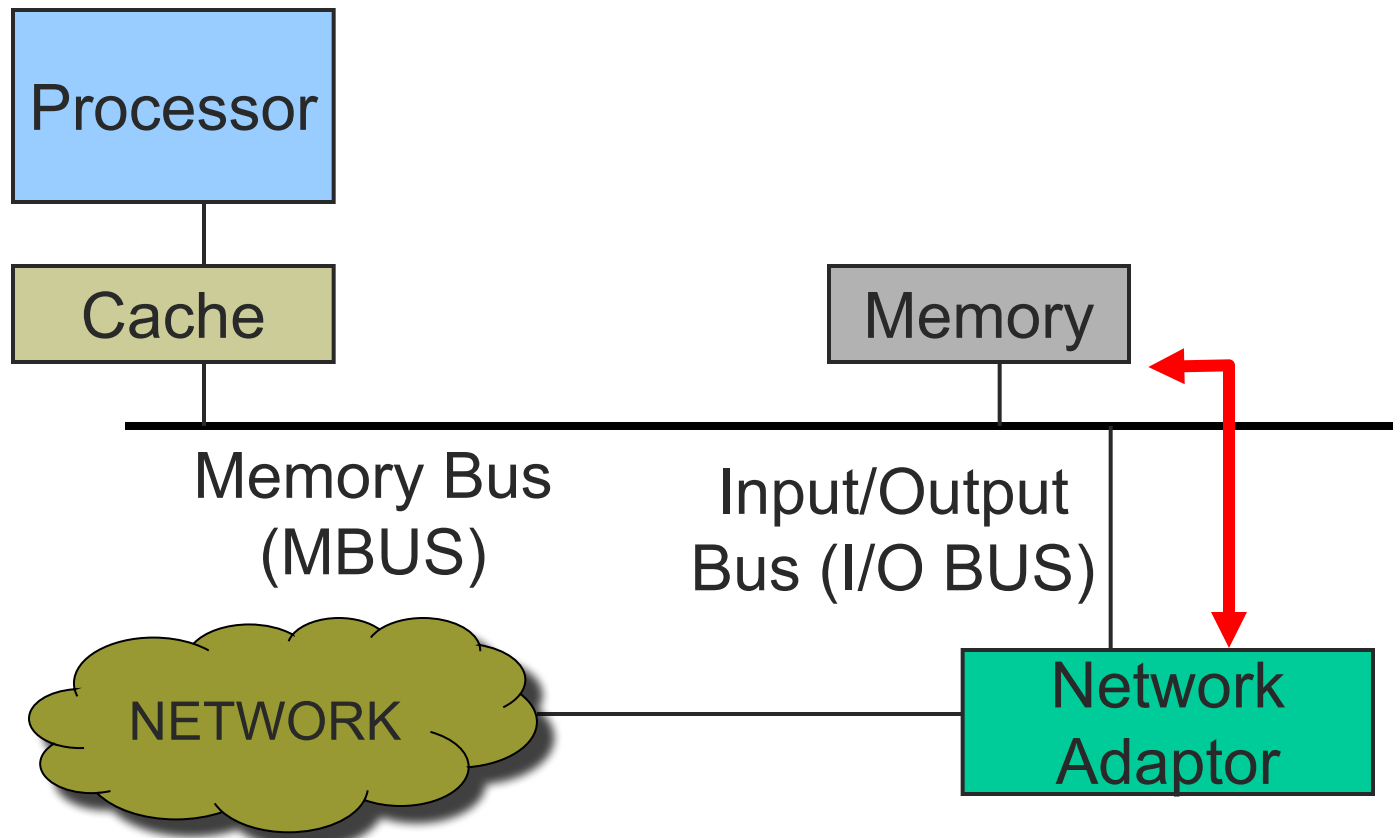 Processor
Cache
Memory
Memory Bus
(MBUS)
Input/Output
Bus (I/O BUS)
NETWORK
Network
Adaptor